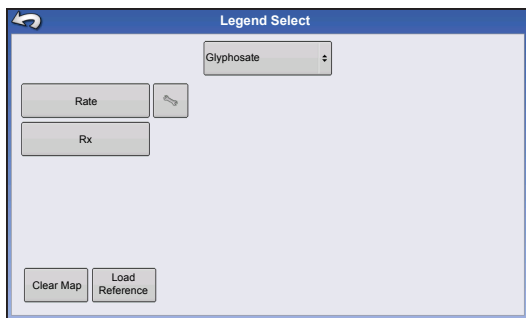 Legend Select
Glyphosate
Rate
Rx
Clear Map
Load
Reference